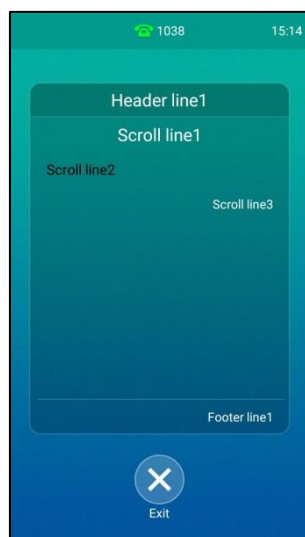 1038 15:14
Header line1
Scroll line1
Scroll line2
Scroll line3
Footer line1
Exit